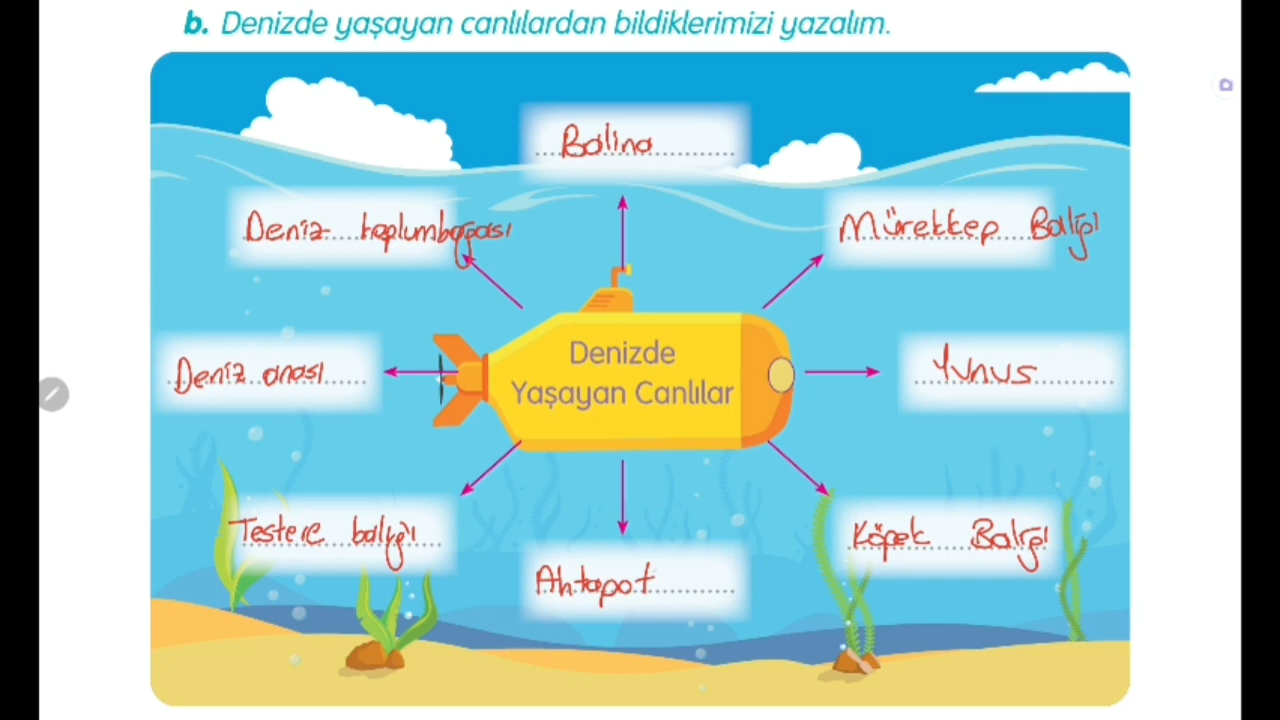 b. Denizde yaşayan canlılardan bildiklerimizi yazalım.
Balina
Deniz kaplumbağası
Mürekkep Balığı
Denizde
Yaşayan Canlılar
Deniz anası
Yunus
Testere balığı
Köpek Balığı
Ahtapot